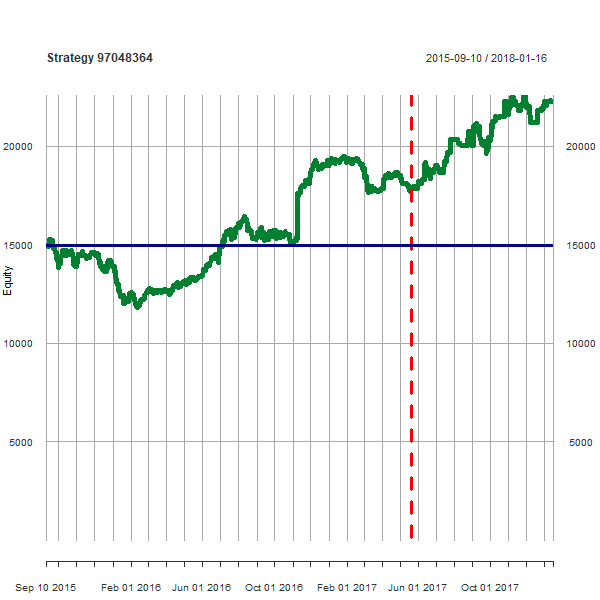 Strategy 97048364
2015-09-10 / 2018-01-16
20000
20000
15000
15000
Equity
10000
10000
5000
5000
Sep 10 2015
Feb 01 2016
Jun 01 2016
Oct 01 2016
Feb 01 2017
Jun 01 2017
Oct 01 2017